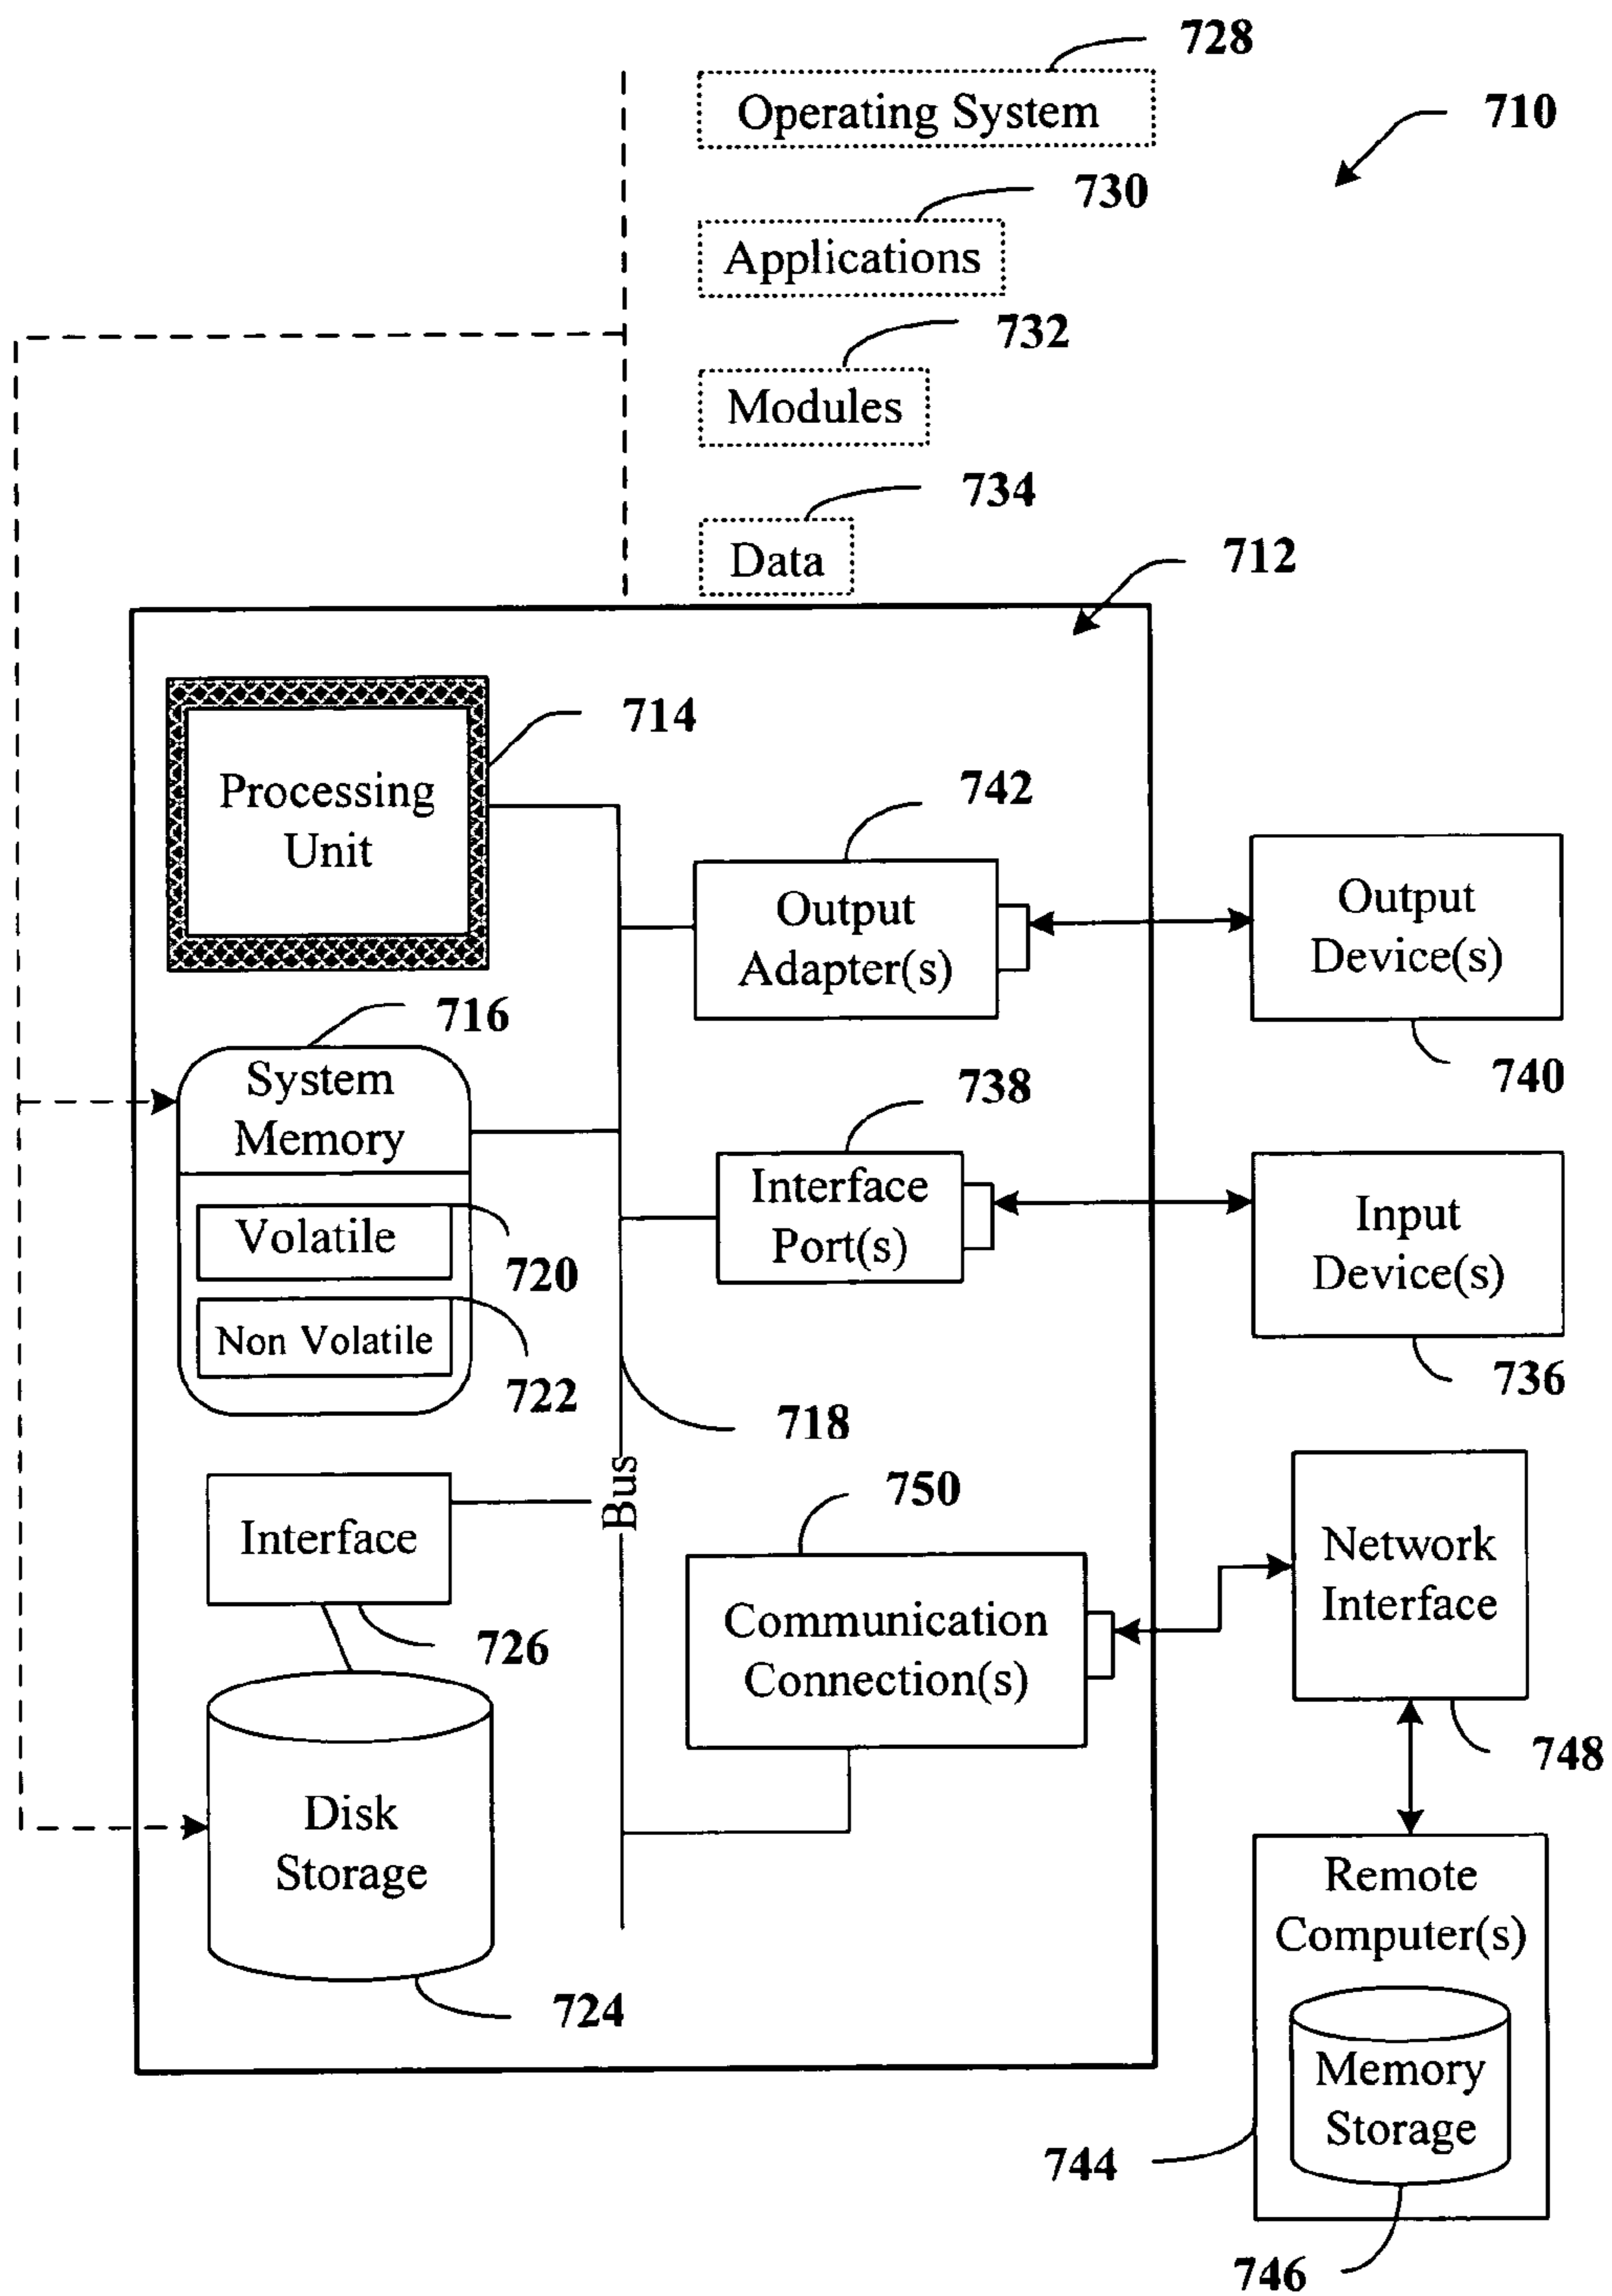 728
Operating System
710
730
Applications
732
Modules
734
Data
712
714
Processing
Unit
742
Output
Adapter(s)
Output
Device(s)
740
716
System
Memory
738
Interface
Port(s)
Input
Device(s)
736
Volatile
720
Non Volatile
722
718
Bus
750
Interface
726
Communication
Connection(s)
Network
Interface
748
Disk
Storage
724
Remote
Computer(s)
Memory
Storage
744
746